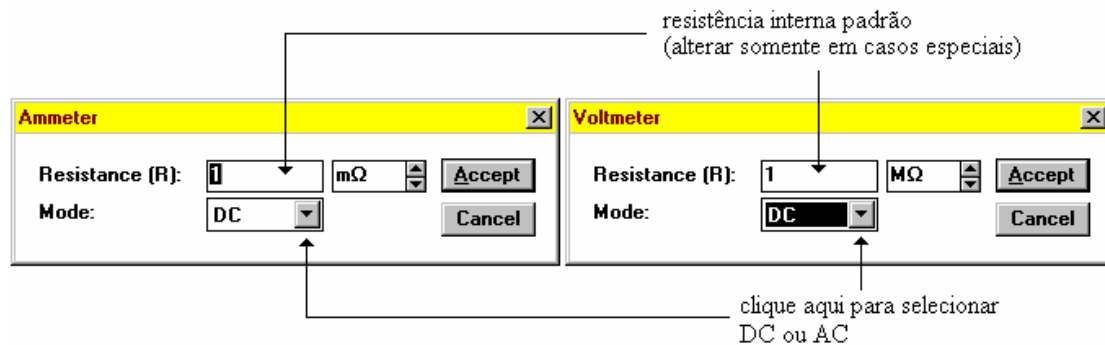 resistência interna padrão
(alterar somente em casos especiais)
Ammeter
Resistance (R): 1 mΩ Accept
Mode: DC Cancel
Voltmeter
Resistance (R): 1 MΩ Accept
Mode: DC Cancel
clique aqui para selecionar
DC ou AC